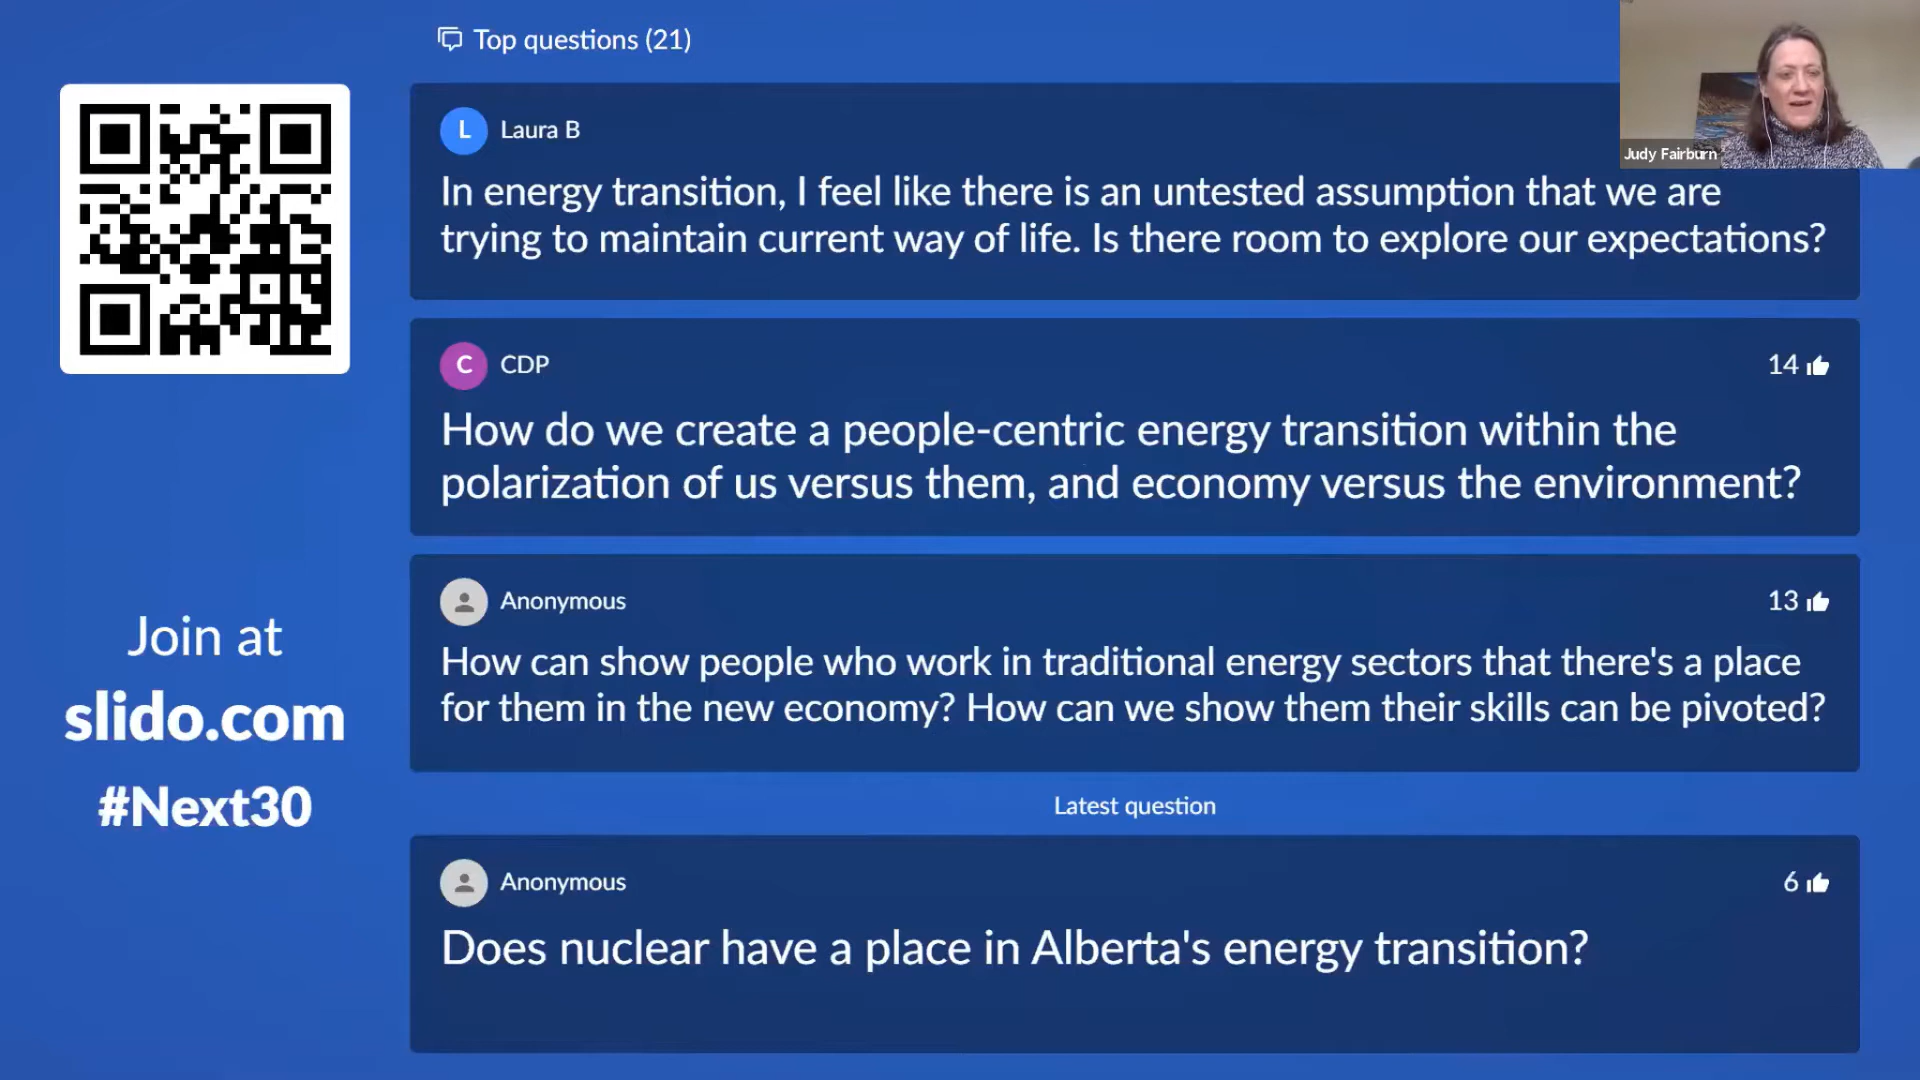 Top questions (21)
Judy Fairburn
L
Laura B
In energy transition, I feel like there is an untested assumption that we are
trying to maintain current way of life. Is there room to explore our expectations?
C
CDP
14
How do we create a people-centric energy transition within the
polarization of us versus them, and economy versus the environment?
Anonymous
13
How can show people who work in traditional energy sectors that there's a place
for them in the new economy? How can we show them their skills can be pivoted?
Join at
slido.com
#Next30
Latest question
Anonymous
6
Does nuclear have a place in Alberta's energy transition?